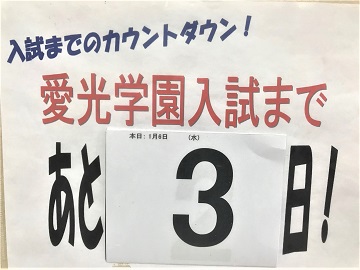 入試までのカウントダウン!
愛光学園入試まで
本日:1月6日 (水)
あと3日!